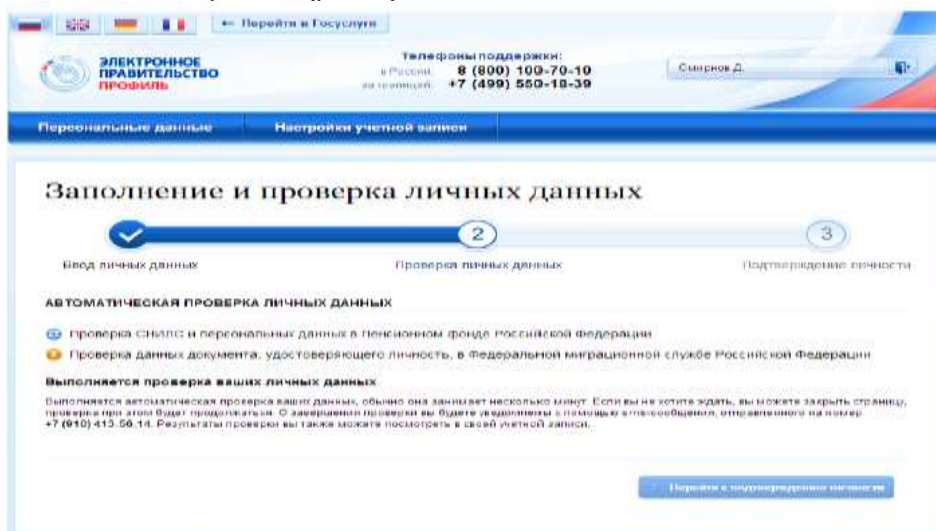 ← Перейти в Госуслуги
ЭЛЕКТРОННОЕ
ПРАВИТЕЛЬСТВО
ПРОФИЛЬ
Телефоны поддержки:
в России: 8 (800) 100-70-10
за границей: +7 (499) 550-18-39
Смирнов Д.
Персональные данные
Настройки учетной записи
Заполнение и проверка личных данных
2
3
Ввод личных данных
Проверка личных данных
Подтверждение личности
АВТОМАТИЧЕСКАЯ ПРОВЕРКА ЛИЧНЫХ ДАННЫХ
Проверка СНИЛС и персональных данных в Пенсионном фонде Российской Федерации
Проверка данных документа, удостоверяющего личность, в Федеральной миграционной службе Российской Федерации
Выполняется проверка ваших личных данных
Выполняется автоматическая проверка ваших данных, обычно она занимает несколько минут. Если вы не хотите ждать, вы можете закрыть страницу,
проверка при этом будет продолжаться. О завершении проверки вы будете уведомлены с помощью sms-сообщения, отправленного на номер
+7 (910) 413.56.14. Результаты проверки вы также можете посмотреть в своей учетной записи.
Перейти к подтверждению личности